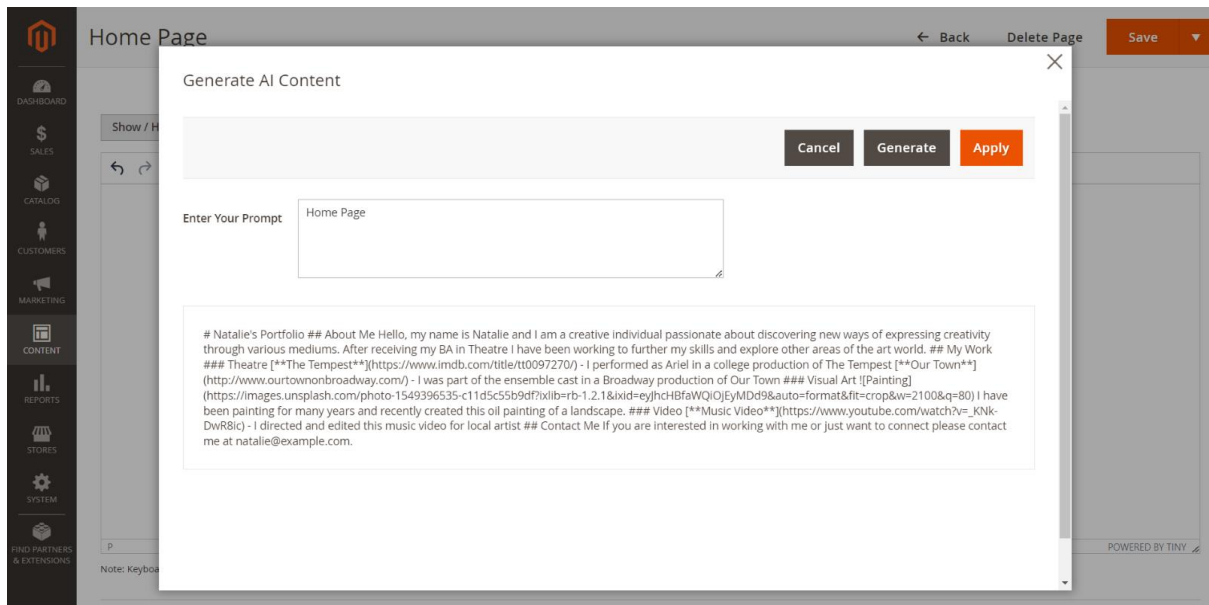 Home Page
← Back
Delete Page
Save
DASHBOARD
SALES
CATALOG
CUSTOMERS
MARKETING
CONTENT
REPORTS
STORES
SYSTEM
FIND PARTNERS
& EXTENSIONS
Show / H
Generate AI Content
Cancel
Generate
Apply
Enter Your Prompt
Home Page
# Natalie's Portfolio ## About Me Hello, my name is Natalie and I am a creative individual passionate about discovering new ways of expressing creativity
through various mediums. After receiving my BA in Theatre I have been working to further my skills and explore other areas of the art world. ## My Work
### Theatre [**The Tempest**](https://www.imdb.com/title/tt0097270/) - I performed as Ariel in a college production of The Tempest [**Our Town**]
(http://www.ourtownonbroadway.com/) - I was part of the ensemble cast in a Broadway production of Our Town ### Visual Art ![Painting]
(https://images.unsplash.com/photo-1549396535-c11d5c55b9df?ixlib=rb-1.2.1&ixid=eyJhcHBfaWQiOjEyMDd9&auto=format&fit=crop&w=2100&q=80) I have
been painting for many years and recently created this oil painting of a landscape. ### Video [**Music Video**](https://www.youtube.com/watch?v=_KNk-
DwR8ic) - I directed and edited this music video for local artist ## Contact Me If you are interested in working with me or just want to connect please contact
me at natalie@example.com.
P
POWERED BY TINY
Note: Keyboa